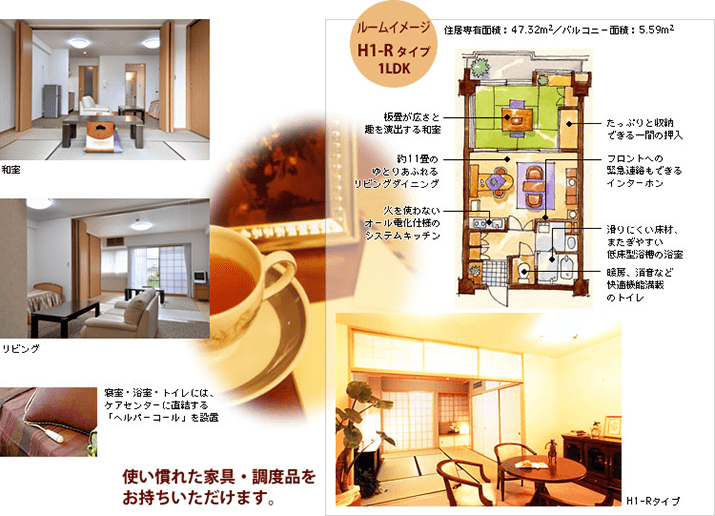 ルームイメージ
H1-R タイプ
1LDK
住居専有面積：47.32m²／バルコニー面積：5.59m²
板畳が広さと
趣を演出する和室
約11畳の
ゆとりあふれる
リビングダイニング
火を使わない
オール電化仕様の
システムキッチン
たっぷりと収納
できる一間の押入
フロントへの
緊急連絡もできる
インターホン
滑りにくい床材、
またぎやすい
低床型浴槽の浴室
暖房、消音など
快適機能満載
のトイレ
和室
リビング
寝室・浴室・トイレには、
ケアセンターに直結する
「ヘルパーコール」を設置
使い慣れた家具・調度品を
お持ちいただけます。
H1-Rタイプ